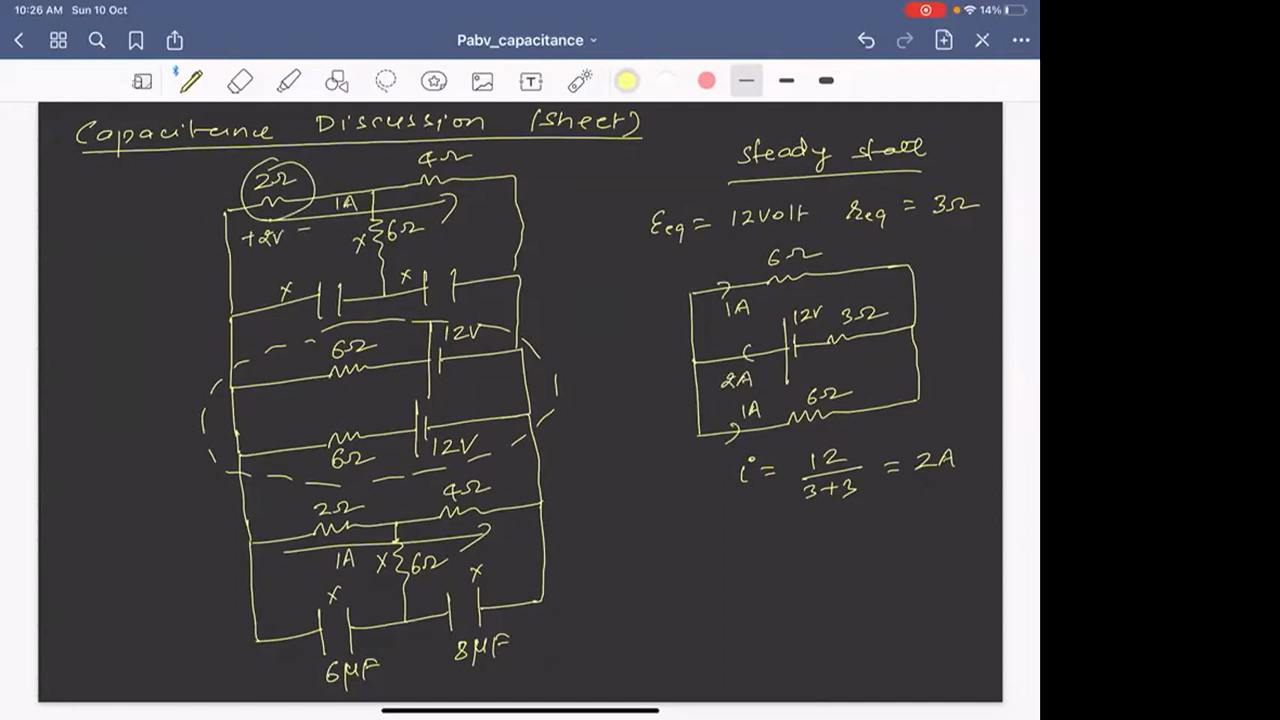 10:26 AM Sun 10 Oct
14%
Pabv_capacitance
Capacitance Discussion (Sheet)
Steady State
2Ω
4Ω
1A
+2V -
X
6Ω
X
X
Eeq = 12Volt req = 3Ω
6Ω
1A
12V
3Ω
2A
1A
6Ω
i = 12 / 3+3 = 2A
6Ω
12V
6Ω
12V
2Ω
4Ω
1A
X
6Ω
X
X
6μF
8μF